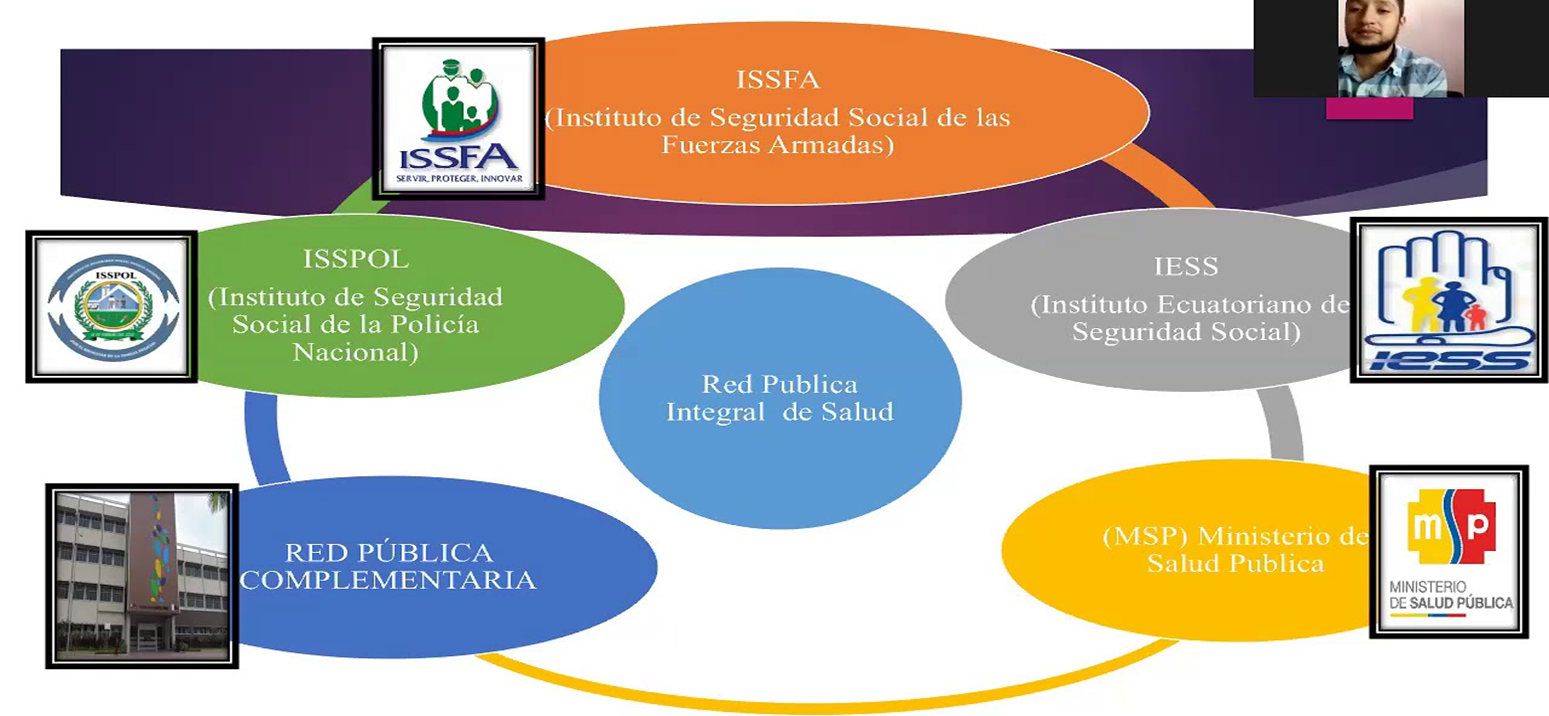 ISSFA
(Instituto de Seguridad Social de las
Fuerzas Armadas)
ISSFA
SERVIR, PROTEGER, INNOVAR
ISSPOL
(Instituto de Seguridad
Social de la Policía
Nacional)
ISSPOL
IESS
(Instituto Ecuatoriano de
Seguridad Social)
iess
Red Publica
Integral de Salud
RED PÚBLICA
COMPLEMENTARIA
(MSP) Ministerio de
Salud Publica
msp
MINISTERIO
DE SALUD PÚBLICA